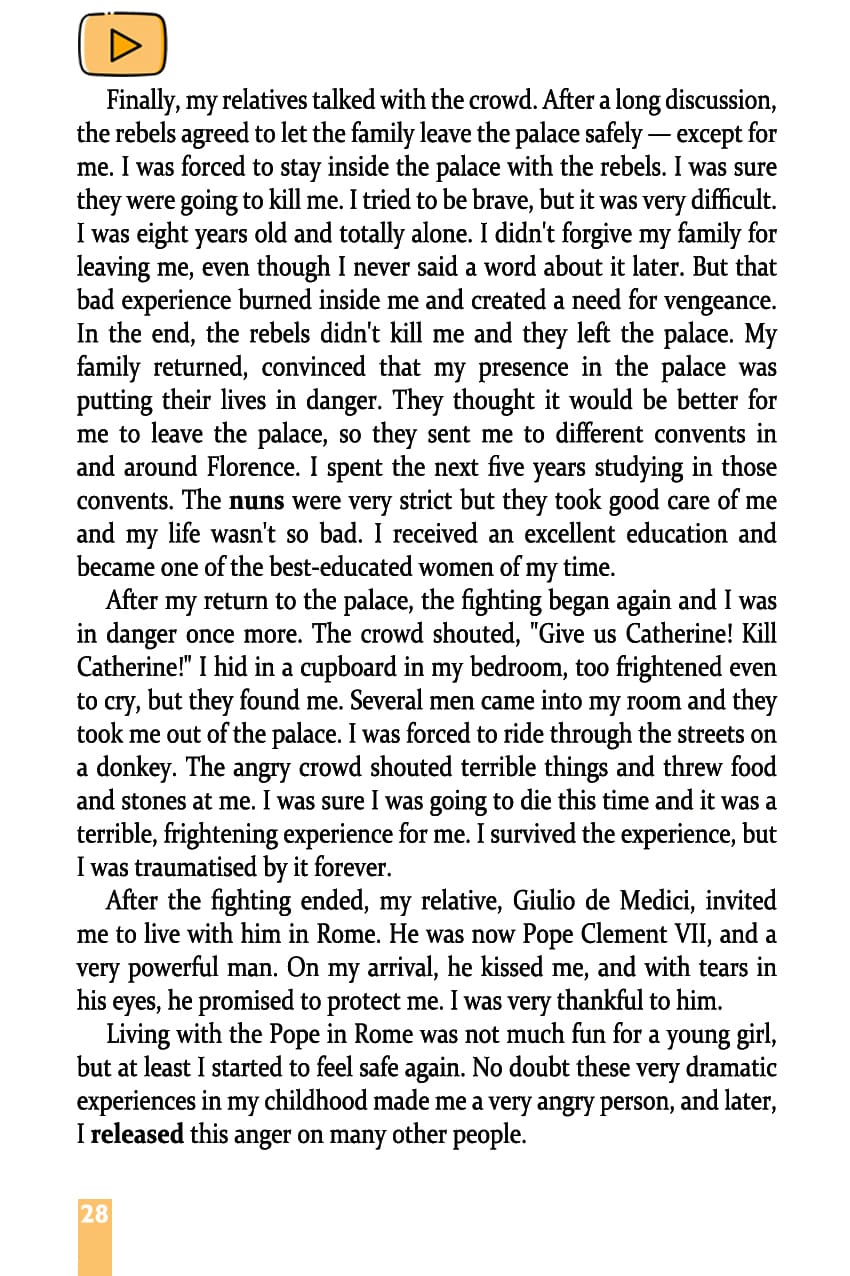 Finally, my relatives talked with the crowd. After a long discussion,
the rebels agreed to let the family leave the palace safely — except for
me. I was forced to stay inside the palace with the rebels. I was sure
they were going to kill me. I tried to be brave, but it was very difficult.
I was eight years old and totally alone. I didn't forgive my family for
leaving me, even though I never said a word about it later. But that
bad experience burned inside me and created a need for vengeance.
In the end, the rebels didn't kill me and they left the palace. My
family returned, convinced that my presence in the palace was
putting their lives in danger. They thought it would be better for
me to leave the palace, so they sent me to different convents in
and around Florence. I spent the next five years studying in those
convents. The nuns were very strict but they took good care of me
and my life wasn't so bad. I received an excellent education and
became one of the best-educated women of my time.
After my return to the palace, the fighting began again and I was
in danger once more. The crowd shouted, "Give us Catherine! Kill
Catherine!" I hid in a cupboard in my bedroom, too frightened even
to cry, but they found me. Several men came into my room and they
took me out of the palace. I was forced to ride through the streets on
a donkey. The angry crowd shouted terrible things and threw food
and stones at me. I was sure I was going to die this time and it was a
terrible, frightening experience for me. I survived the experience, but
I was traumatised by it forever.
After the fighting ended, my relative, Giulio de Medici, invited
me to live with him in Rome. He was now Pope Clement VII, and a
very powerful man. On my arrival, he kissed me, and with tears in
his eyes, he promised to protect me. I was very thankful to him.
Living with the Pope in Rome was not much fun for a young girl,
but at least I started to feel safe again. No doubt these very dramatic
experiences in my childhood made me a very angry person, and later,
I released this anger on many other people.
28